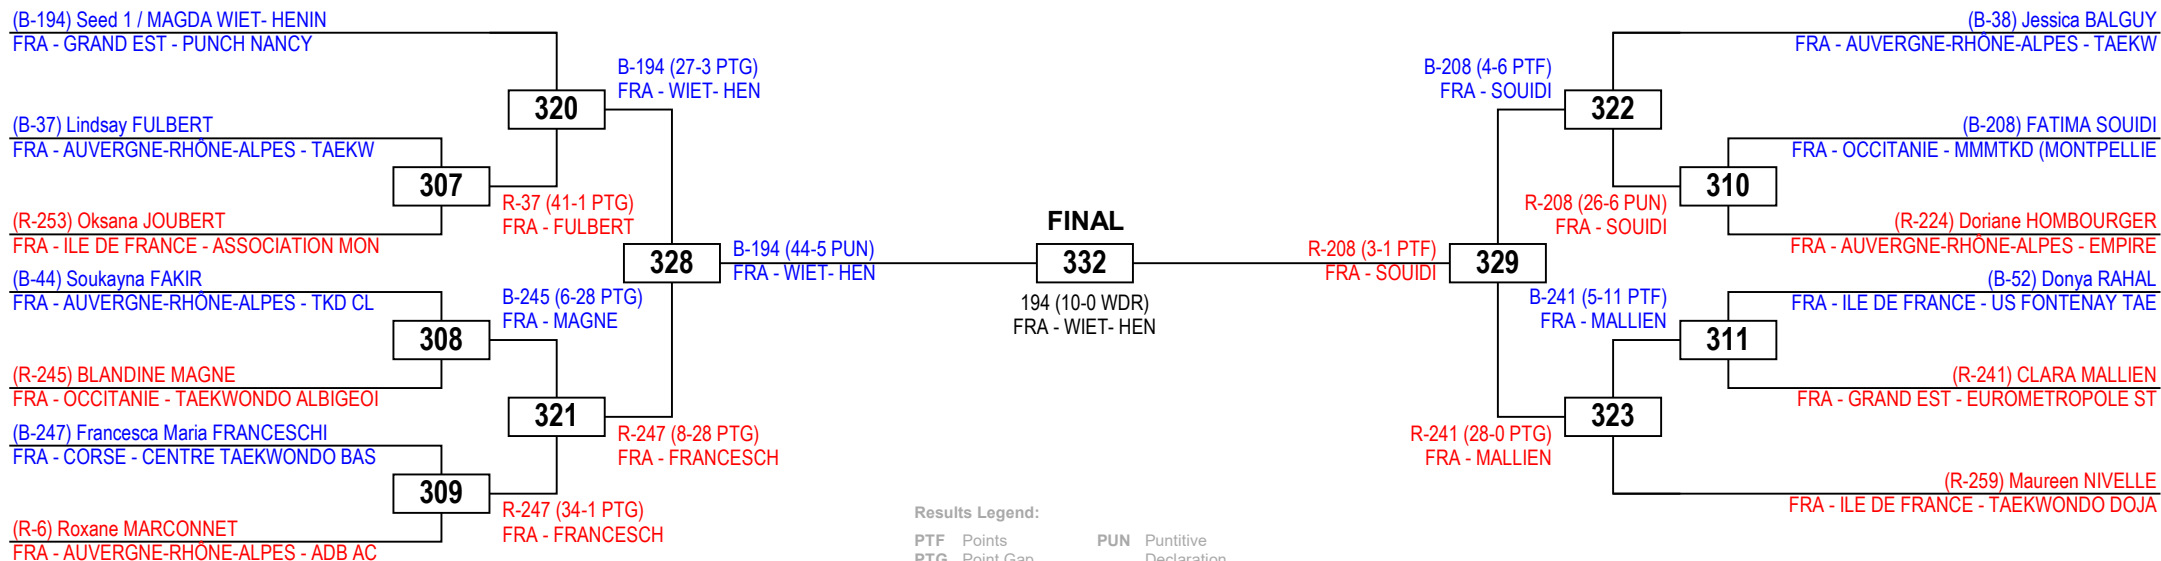 (B-194) Seed 1 / MAGDA WIET- HENIN
FRA - GRAND EST - PUNCH NANCY
B-194 (27-3 PTG)
FRA - WIET- HEN
320
(B-37) Lindsay FULBERT
FRA - AUVERGNE-RHÔNE-ALPES - TAEKW
307
R-37 (41-1 PTG)
FRA - FULBERT
(R-253) Oksana JOUBERT
FRA - ILE DE FRANCE - ASSOCIATION MON
328
B-194 (44-5 PUN)
FRA - WIET- HEN
(B-44) Soukayna FAKIR
FRA - AUVERGNE-RHÔNE-ALPES - TKD CL
B-245 (6-28 PTG)
FRA - MAGNE
308
(R-245) BLANDINE MAGNE
FRA - OCCITANIE - TAEKWONDO ALBIGEOI
321
R-247 (8-28 PTG)
FRA - FRANCESCH
(B-247) Francesca Maria FRANCESCHI
FRA - CORSE - CENTRE TAEKWONDO BAS
309
R-247 (34-1 PTG)
FRA - FRANCESCH
(R-6) Roxane MARCONNET
FRA - AUVERGNE-RHÔNE-ALPES - ADB AC
FINAL
332
194 (10-0 WDR)
FRA - WIET- HEN
(B-38) Jessica BALGUY
FRA - AUVERGNE-RHÔNE-ALPES - TAEKW
B-208 (4-6 PTF)
FRA - SOUIDI
322
(B-208) FATIMA SOUIDI
FRA - OCCITANIE - MMMTKD (MONTPELLIE
310
R-208 (26-6 PUN)
FRA - SOUIDI
(R-224) Doriane HOMBOURGER
FRA - AUVERGNE-RHÔNE-ALPES - EMPIRE
R-208 (3-1 PTF)
FRA - SOUIDI
329
(B-52) Donya RAHAL
FRA - ILE DE FRANCE - US FONTENAY TAE
B-241 (5-11 PTF)
FRA - MALLIEN
311
(R-241) CLARA MALLIEN
FRA - GRAND EST - EUROMETROPOLE ST
323
R-241 (28-0 PTG)
FRA - MALLIEN
(R-259) Maureen NIVELLE
FRA - ILE DE FRANCE - TAEKWONDO DOJA
Results Legend:
PTF Points PUN Puntitive
PTG Point Gap Declaration